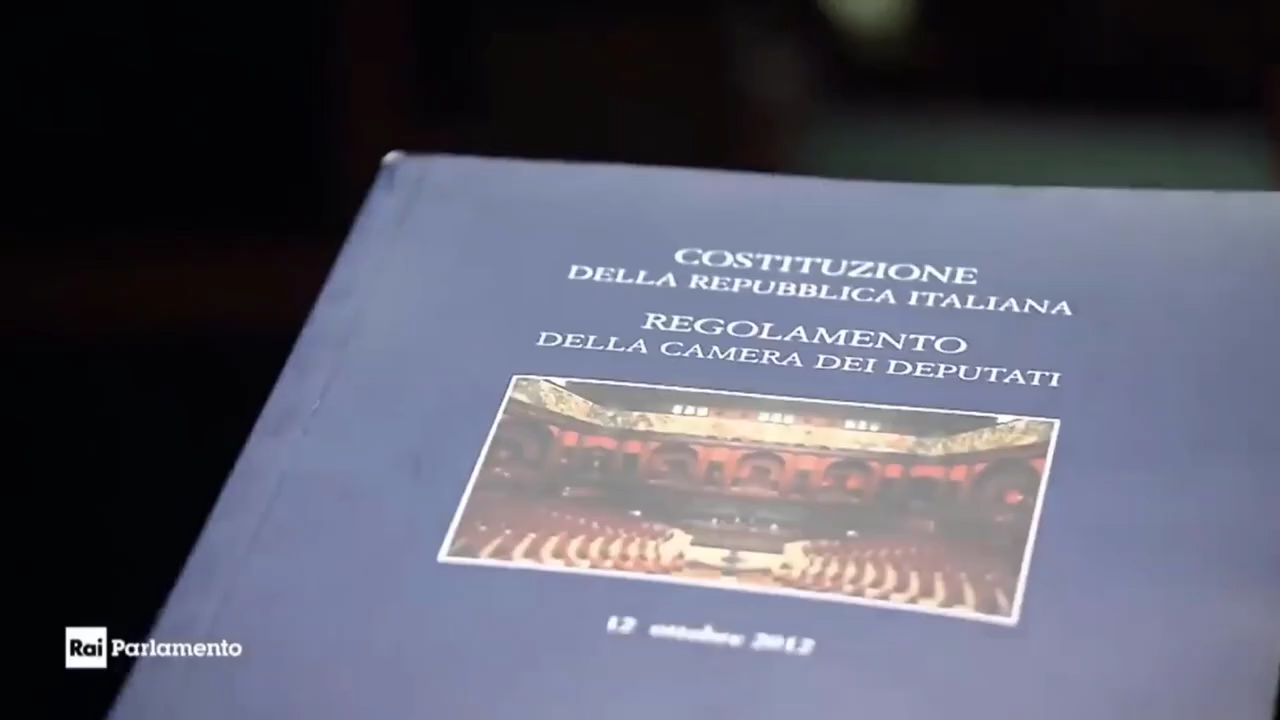 COSTITUZIONE
DELLA REPUBBLICA ITALIANA
REGOLAMENTO
DELLA CAMERA DEI DEPUTATI
12 ottobre 2012
Rai Parlamento